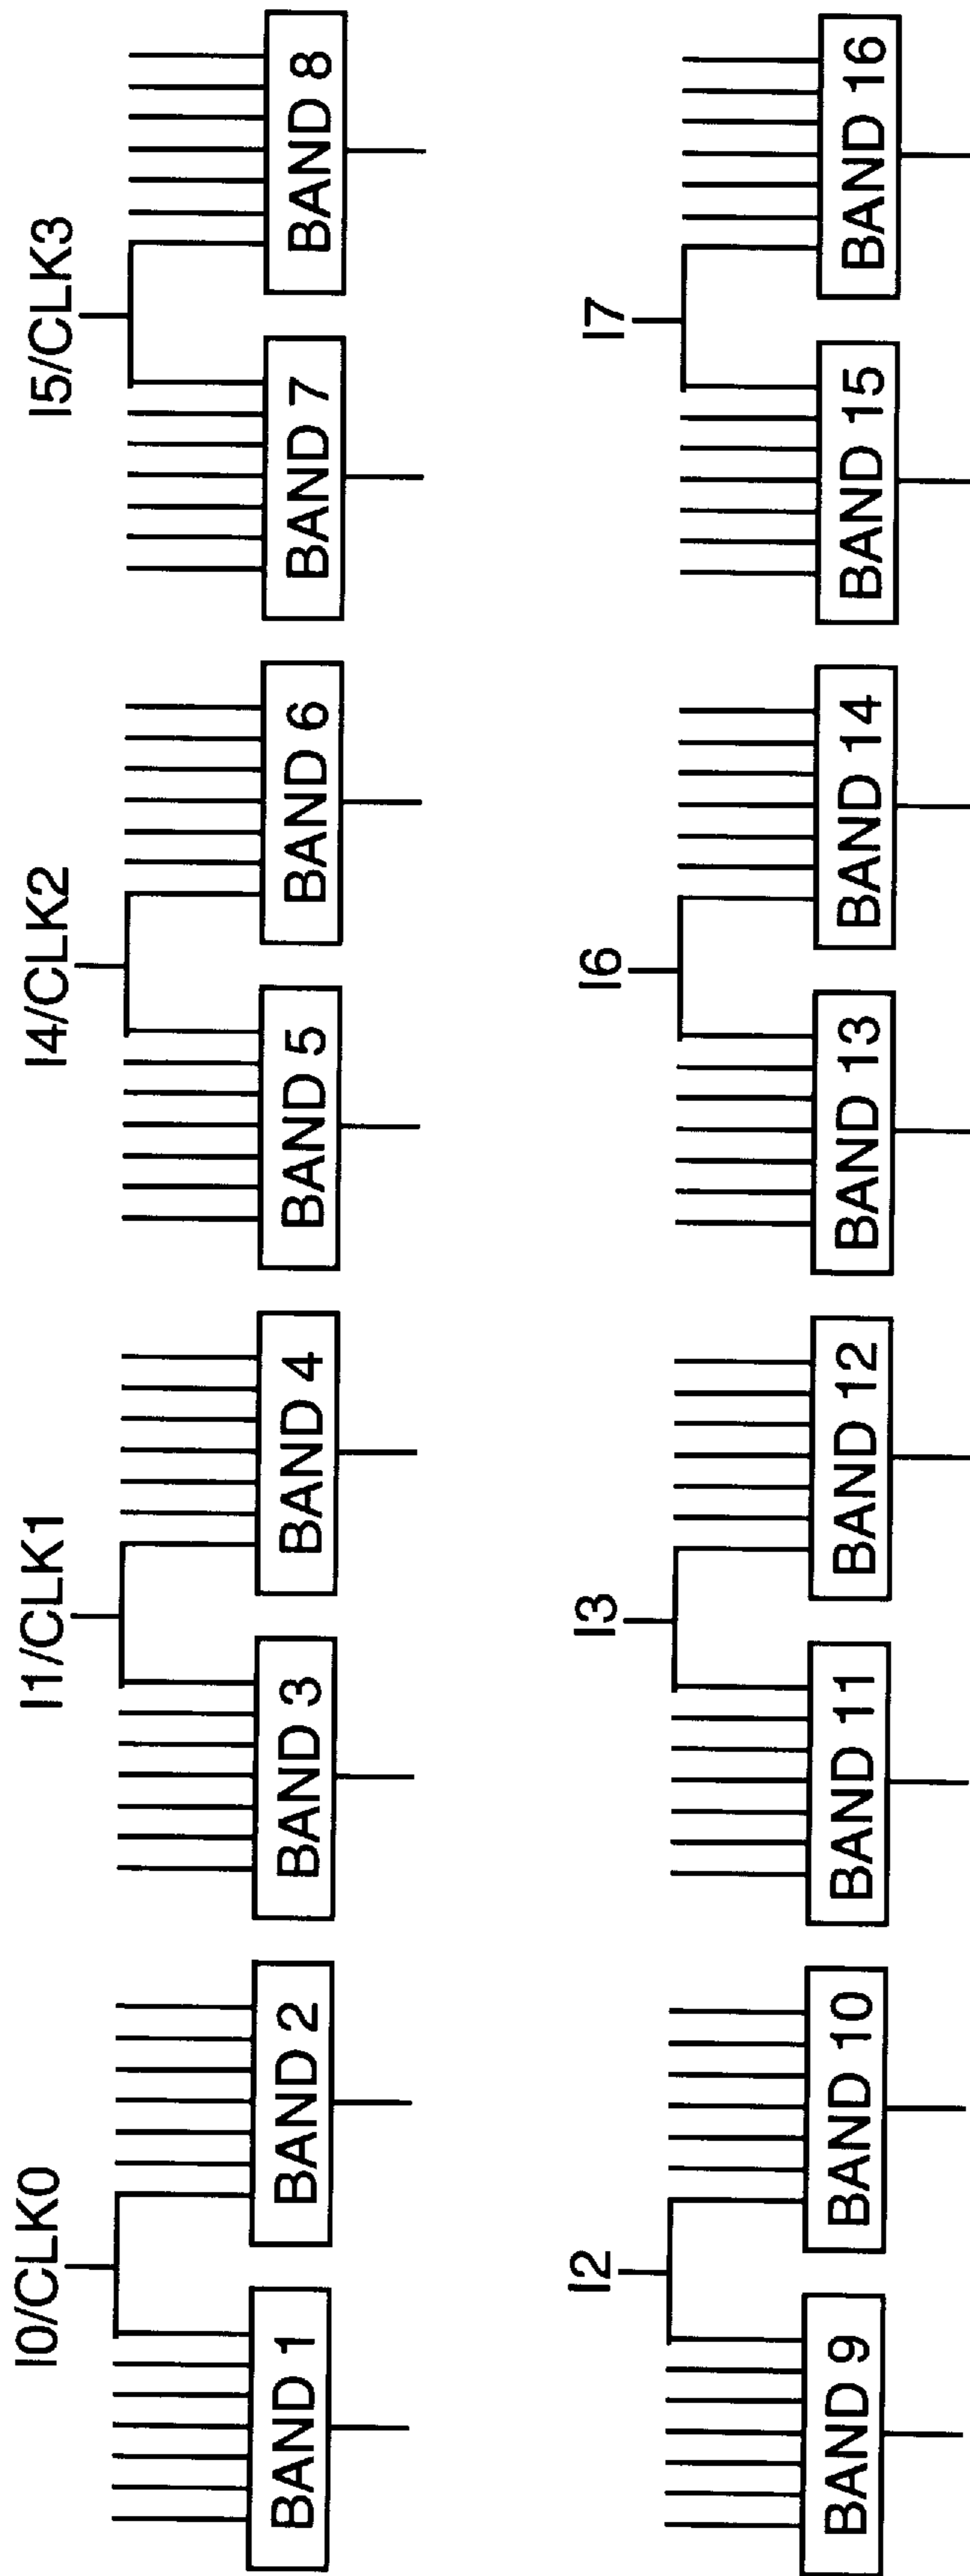 I0/CLK0
I1/CLK1
I4/CLK2
I5/CLK3
BAND 1
BAND 2
BAND 3
BAND 4
BAND 5
BAND 6
BAND 7
BAND 8
I2
I3
I6
I7
BAND 9
BAND 10
BAND 11
BAND 12
BAND 13
BAND 14
BAND 15
BAND 16